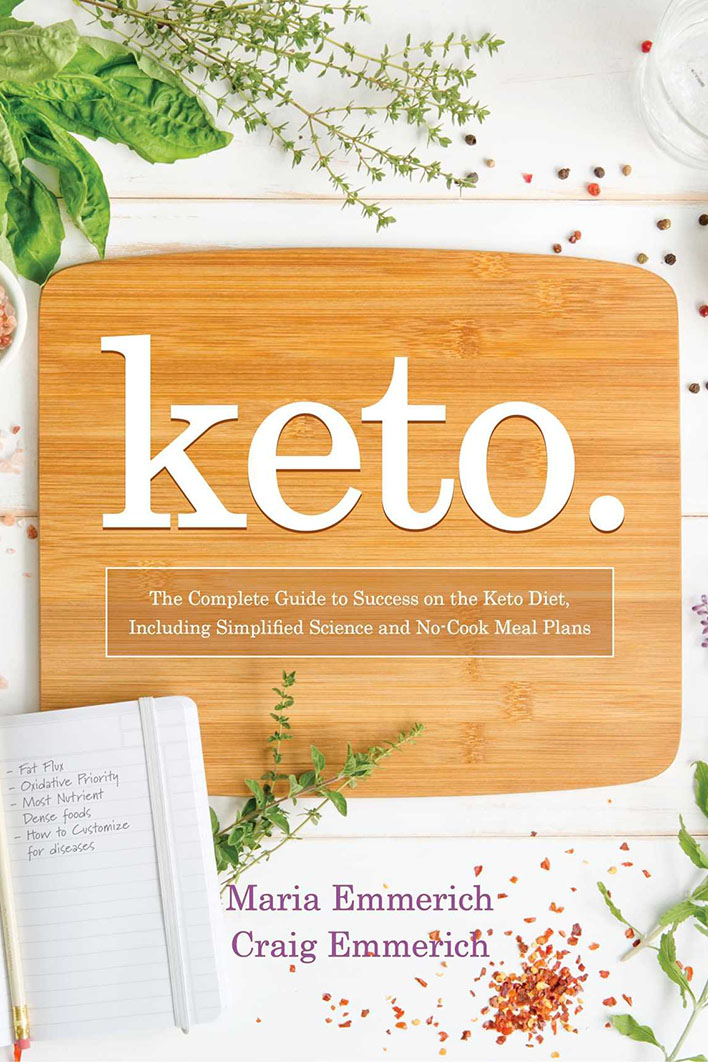 keto.
The Complete Guide to Success on the Keto Diet,
Including Simplified Science and No-Cook Meal Plans
- Fat Flux
- Oxidative Priority
- Most Nutrient
Dense foods
- How to Customize
for diseases
Maria Emmerich
Craig Emmerich